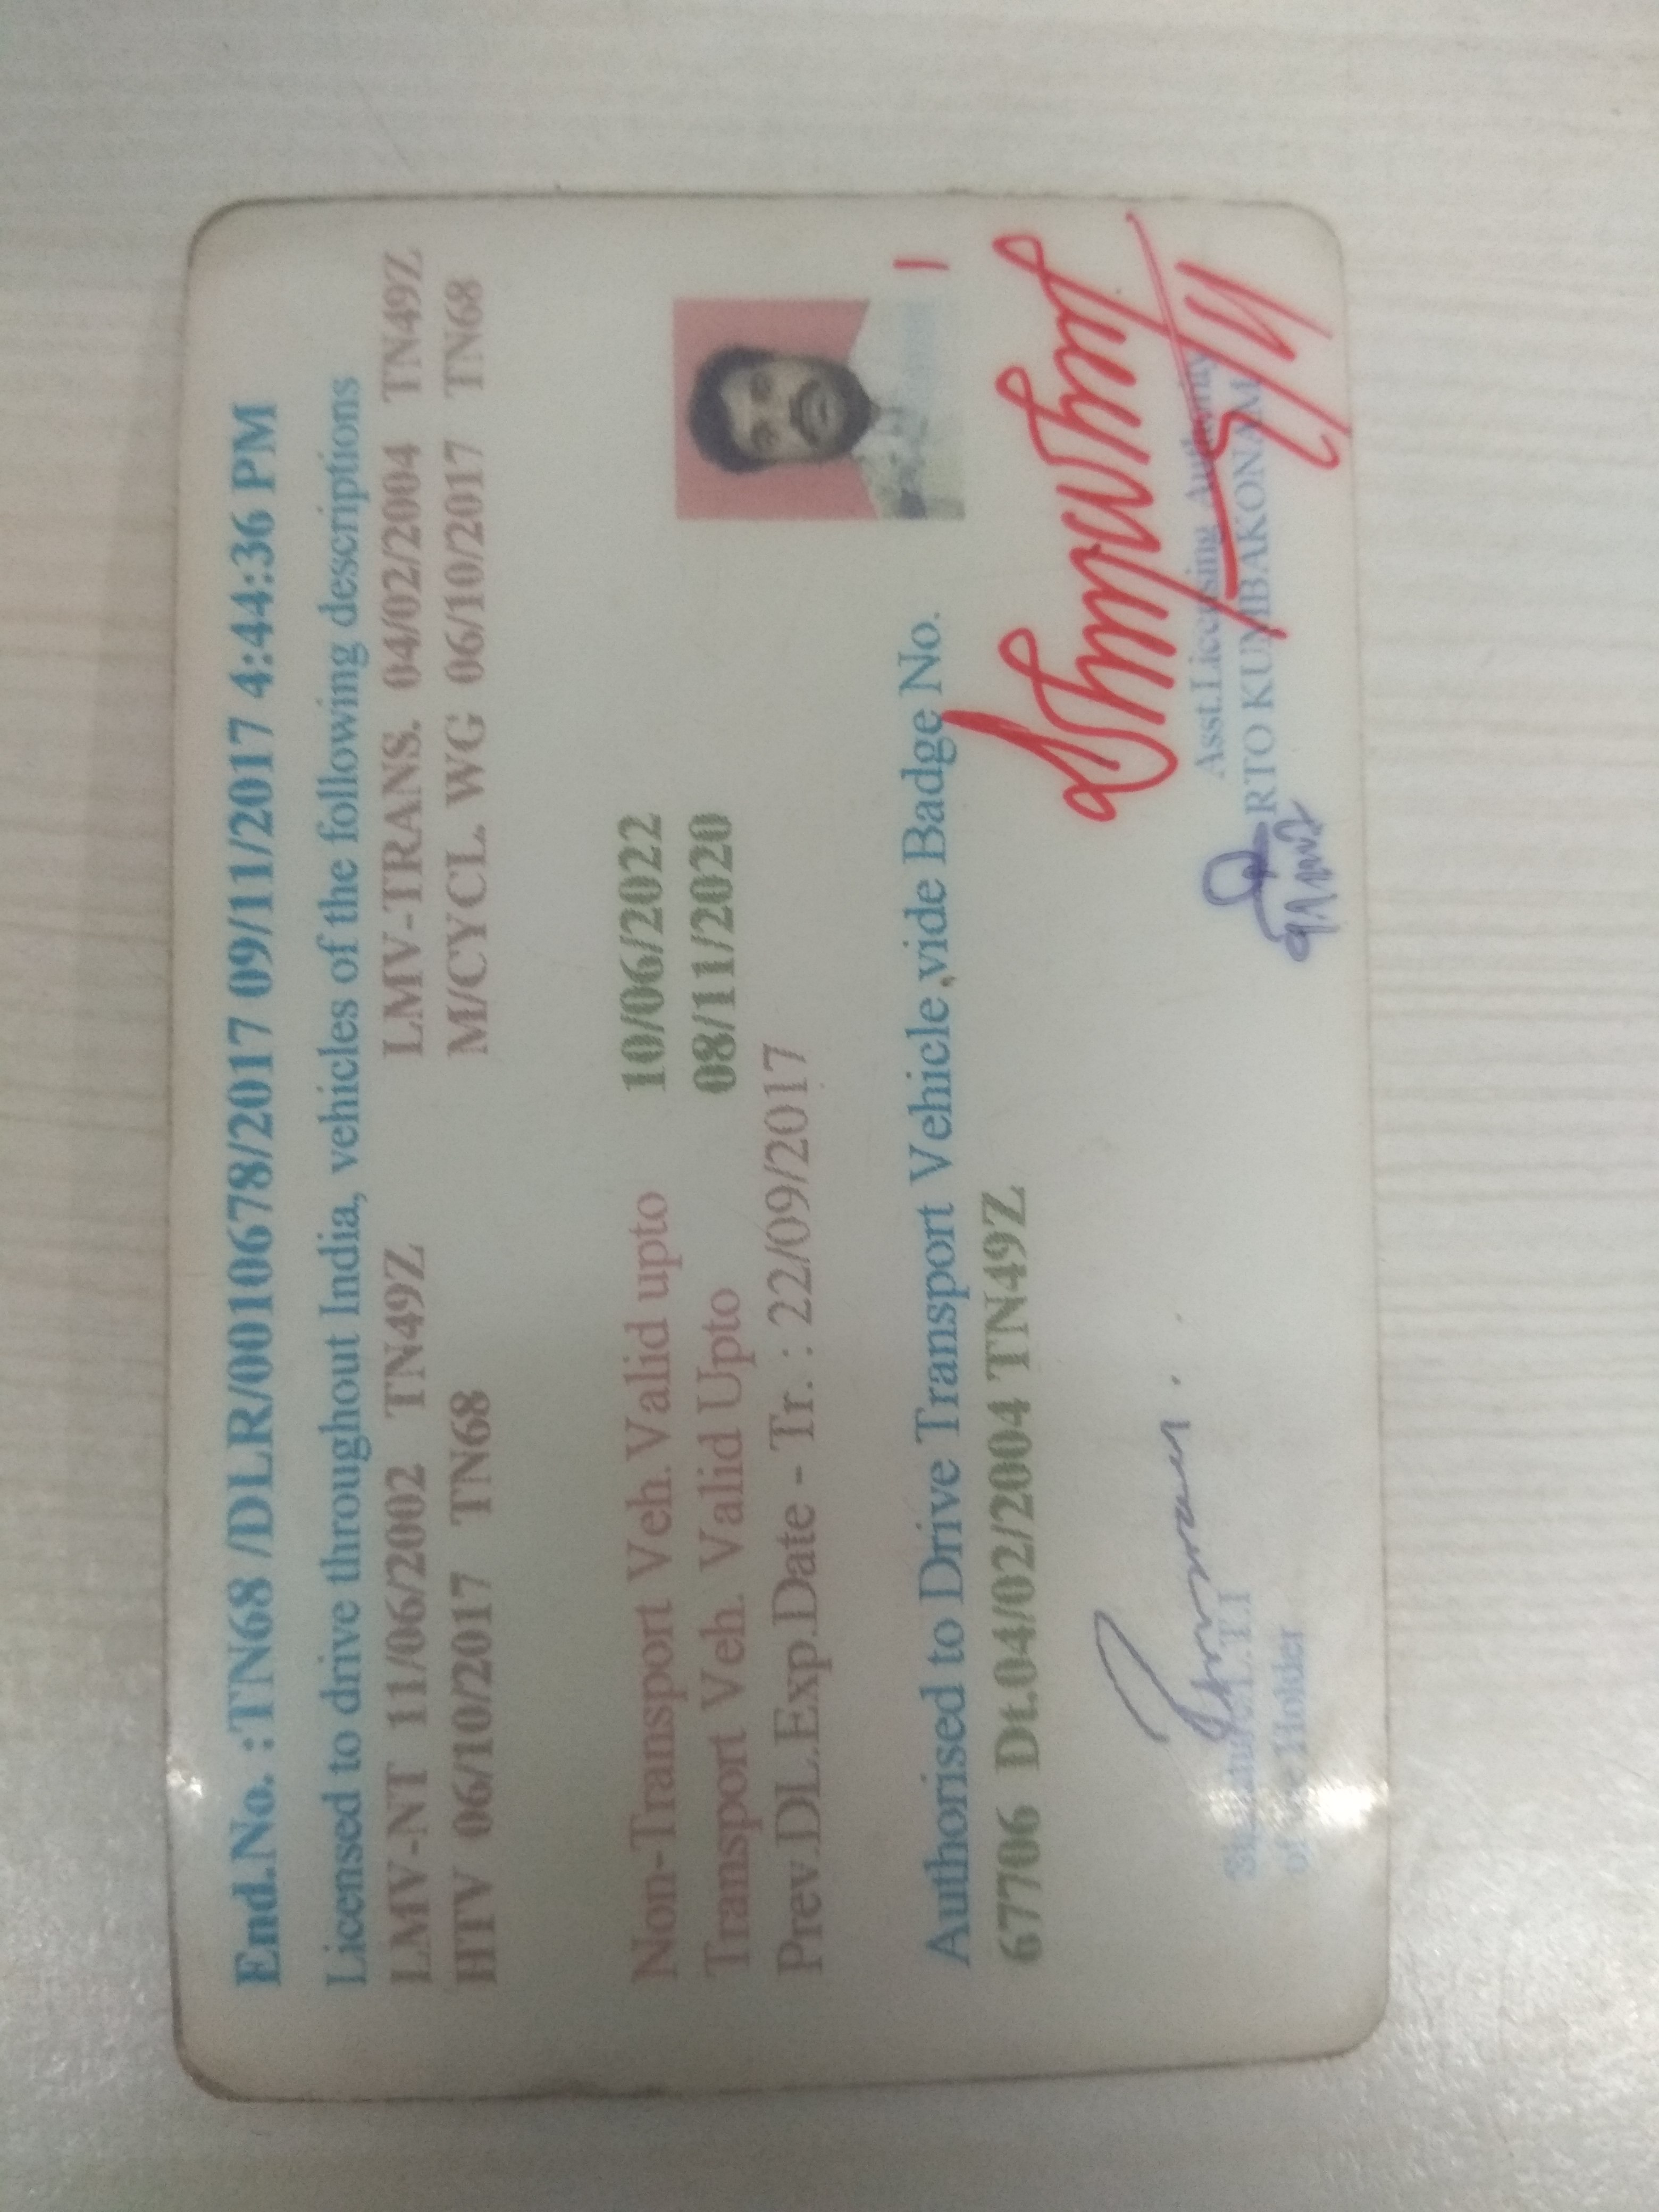 End.No. :TN68 /DLR/0010678/2017 09/11/2017 4:44:36 PM
Licensed to drive throughout India, vehicles of the following descriptions
LMV-NT 11/06/2002 TN49Z LMV-TRANS. 04/02/2004 TN49Z
HTV 06/10/2017 TN68 M/CYCL. WG 06/10/2017 TN68
Non-Transport Veh. Valid upto 10/06/2022
Transport Veh. Valid Upto 08/11/2020
Prev.DL.Exp.Date - Tr. : 22/09/2017
Authorised to Drive Transport Vehicle,vide Badge No.
67706 Dt.04/02/2004 TN49Z
Signature/L.T.I
of the Holder
Asst.Licensing Authority
RTO KUMBAKONAM